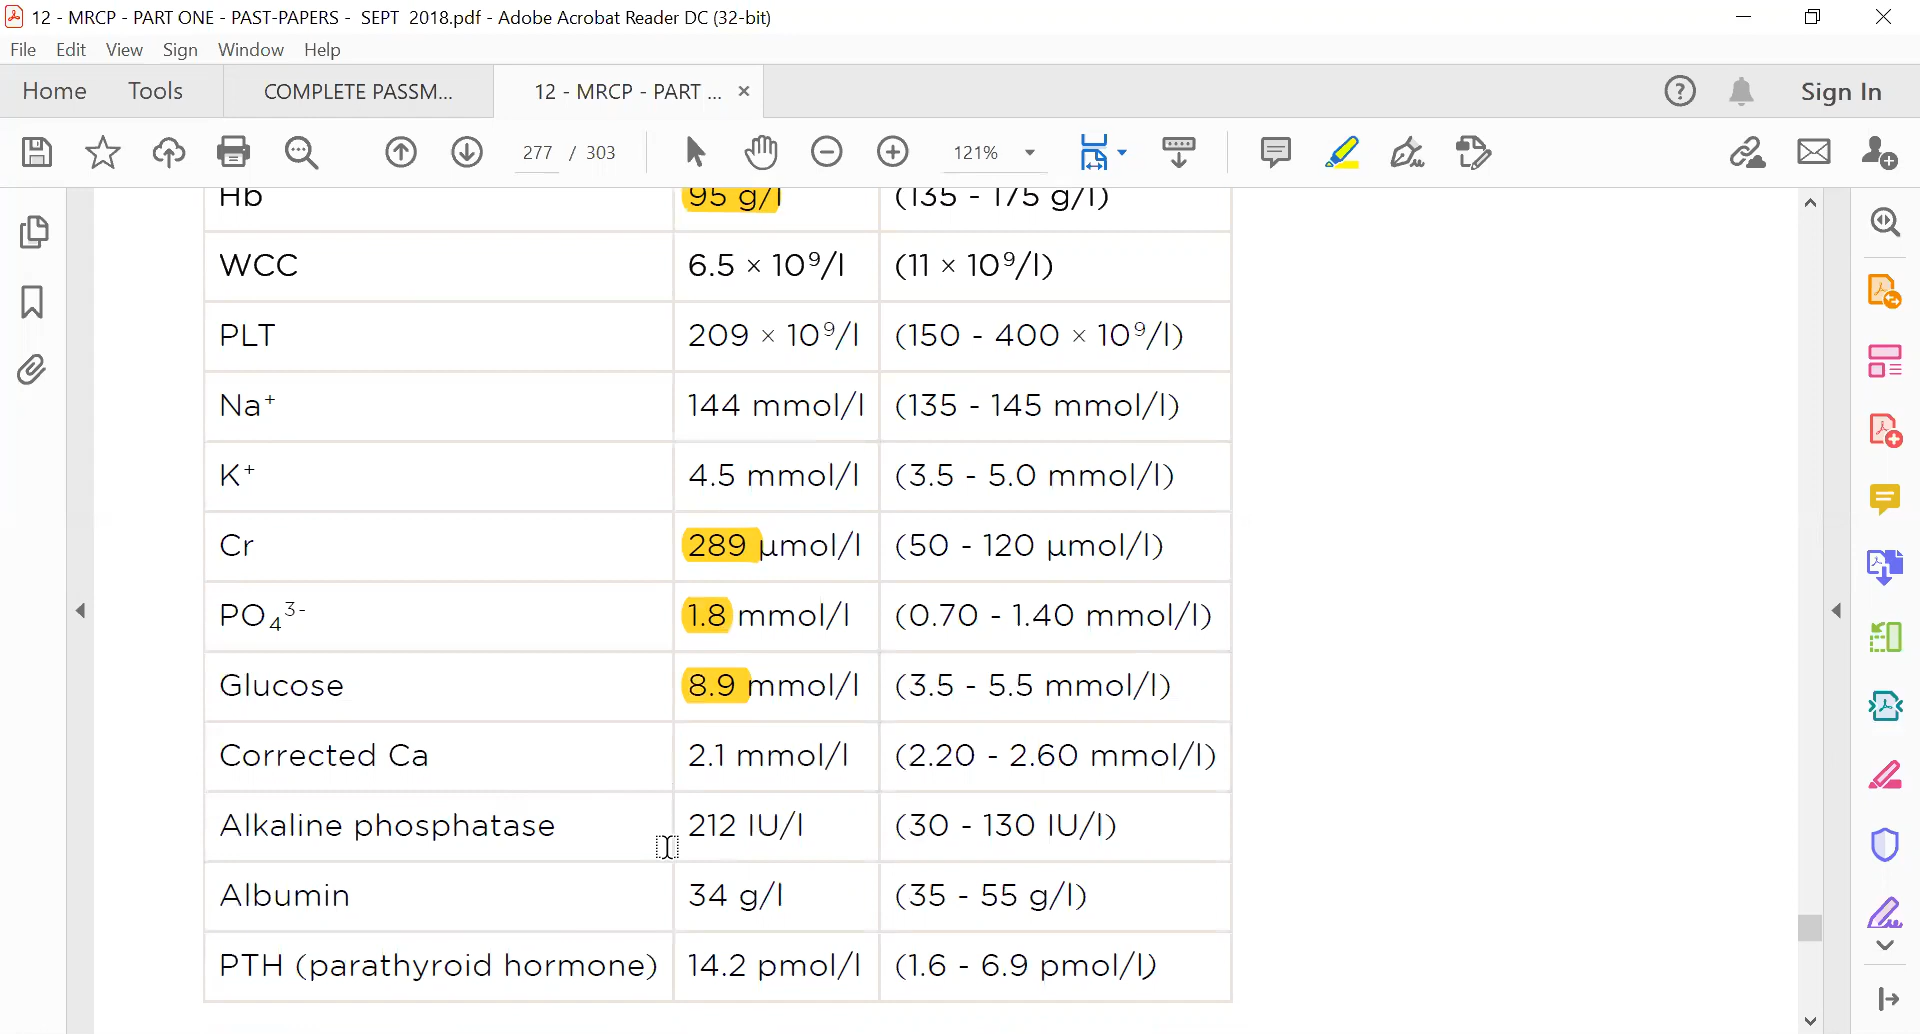 12 - MRCP - PART ONE - PAST-PAPERS - SEPT 2018.pdf - Adobe Acrobat Reader DC (32-bit)
File Edit View Sign Window Help
Home Tools COMPLETE PASSM... 12 - MRCP - PART ... × ? Sign In
277 / 303 121%
Hb 95 g/l (135 - 175 g/l)
WCC 6.5 × 10⁹/l (11 × 10⁹/l)
PLT 209 × 10⁹/l (150 - 400 × 10⁹/l)
Na⁺ 144 mmol/l (135 - 145 mmol/l)
K⁺ 4.5 mmol/l (3.5 - 5.0 mmol/l)
Cr 289 µmol/l (50 - 120 µmol/l)
PO₄³⁻ 1.8 mmol/l (0.70 - 1.40 mmol/l)
Glucose 8.9 mmol/l (3.5 - 5.5 mmol/l)
Corrected Ca 2.1 mmol/l (2.20 - 2.60 mmol/l)
Alkaline phosphatase 212 IU/l (30 - 130 IU/l)
Albumin 34 g/l (35 - 55 g/l)
PTH (parathyroid hormone) 14.2 pmol/l (1.6 - 6.9 pmol/l)